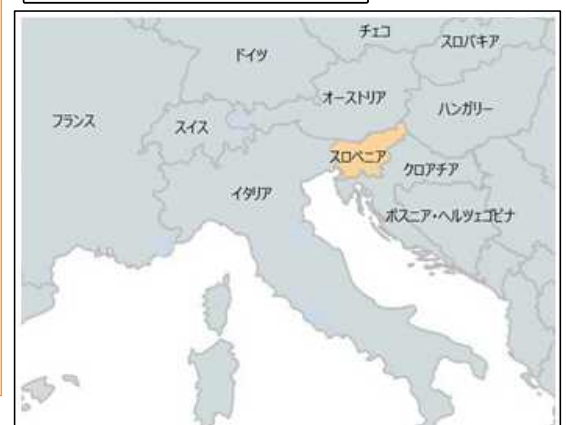 チェコ
スロバキア
ドイツ
オーストリア
ハンガリー
フランス
スイス
スロベニア
クロアチア
イタリア
ボスニア・ヘルツェゴビナ